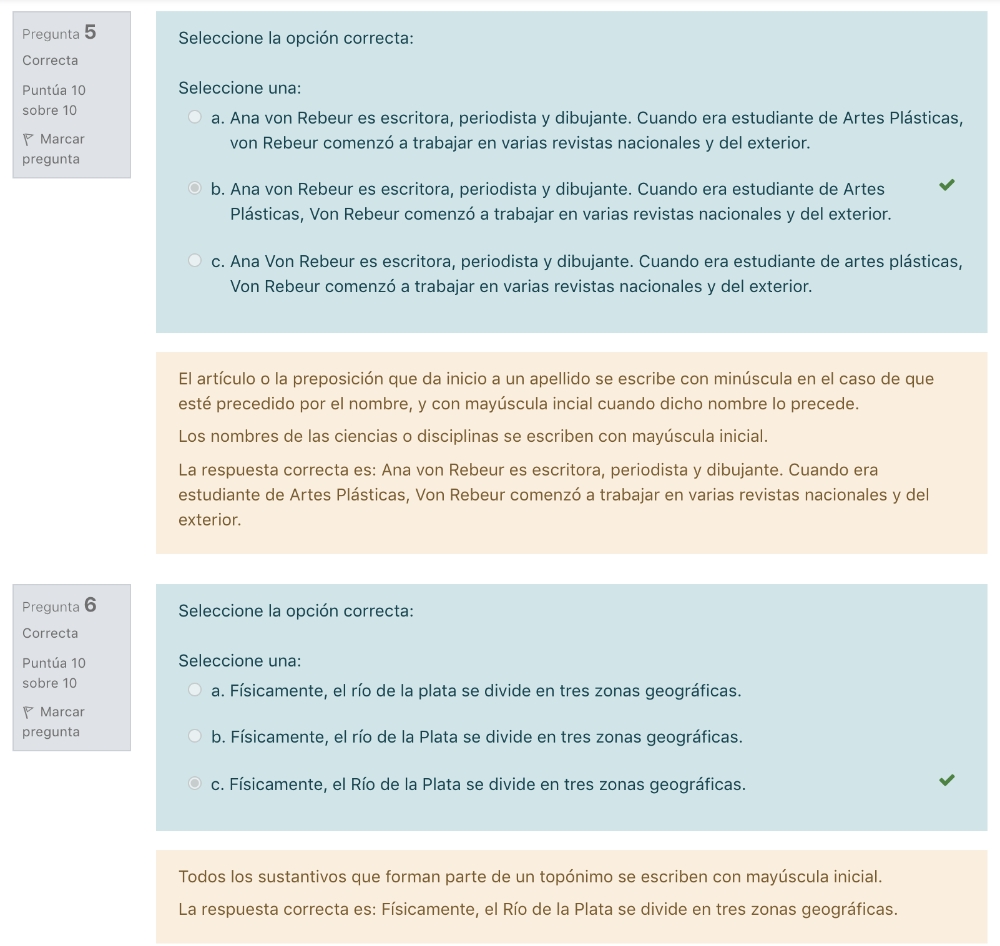 Pregunta 5
Correcta
Puntúa 10
sobre 10
Marcar
pregunta
Seleccione la opción correcta:
Seleccione una:
a. Ana von Rebeur es escritora, periodista y dibujante. Cuando era estudiante de Artes Plásticas,
von Rebeur comenzó a trabajar en varias revistas nacionales y del exterior.
b. Ana von Rebeur es escritora, periodista y dibujante. Cuando era estudiante de Artes
Plásticas, Von Rebeur comenzó a trabajar en varias revistas nacionales y del exterior.
c. Ana Von Rebeur es escritora, periodista y dibujante. Cuando era estudiante de artes plásticas,
Von Rebeur comenzó a trabajar en varias revistas nacionales y del exterior.
El artículo o la preposición que da inicio a un apellido se escribe con minúscula en el caso de que
esté precedido por el nombre, y con mayúscula incial cuando dicho nombre lo precede.
Los nombres de las ciencias o disciplinas se escriben con mayúscula inicial.
La respuesta correcta es: Ana von Rebeur es escritora, periodista y dibujante. Cuando era
estudiante de Artes Plásticas, Von Rebeur comenzó a trabajar en varias revistas nacionales y del
exterior.
Pregunta 6
Correcta
Puntúa 10
sobre 10
Marcar
pregunta
Seleccione la opción correcta:
Seleccione una:
a. Físicamente, el río de la plata se divide en tres zonas geográficas.
b. Físicamente, el río de la Plata se divide en tres zonas geográficas.
c. Físicamente, el Río de la Plata se divide en tres zonas geográficas.
Todos los sustantivos que forman parte de un topónimo se escriben con mayúscula inicial.
La respuesta correcta es: Físicamente, el Río de la Plata se divide en tres zonas geográficas.